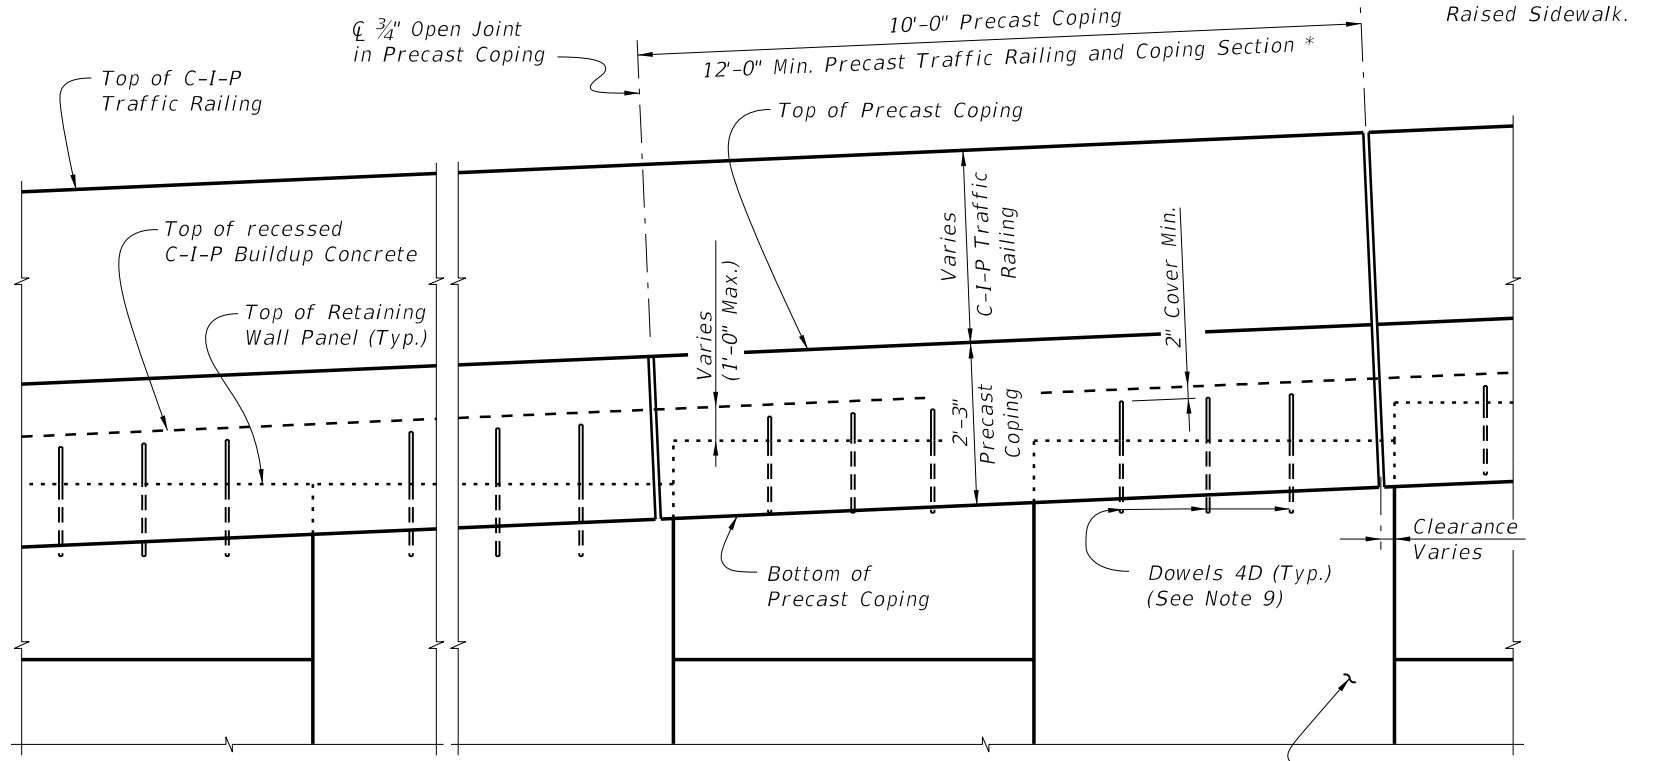 ℄ ¾" Open Joint
in Precast Coping
10'-0" Precast Coping
12'-0" Min. Precast Traffic Railing and Coping Section *
Raised Sidewalk.
Top of C-I-P
Traffic Railing
Top of Precast Coping
Top of recessed
C-I-P Buildup Concrete
Top of Retaining
Wall Panel (Typ.)
Varies
(1'-0" Max.)
Varies
C-I-P Traffic
Railing
2" Cover Min.
2'-3"
Precast
Coping
Clearance
Varies
Bottom of
Precast Coping
Dowels 4D (Typ.)
(See Note 9)